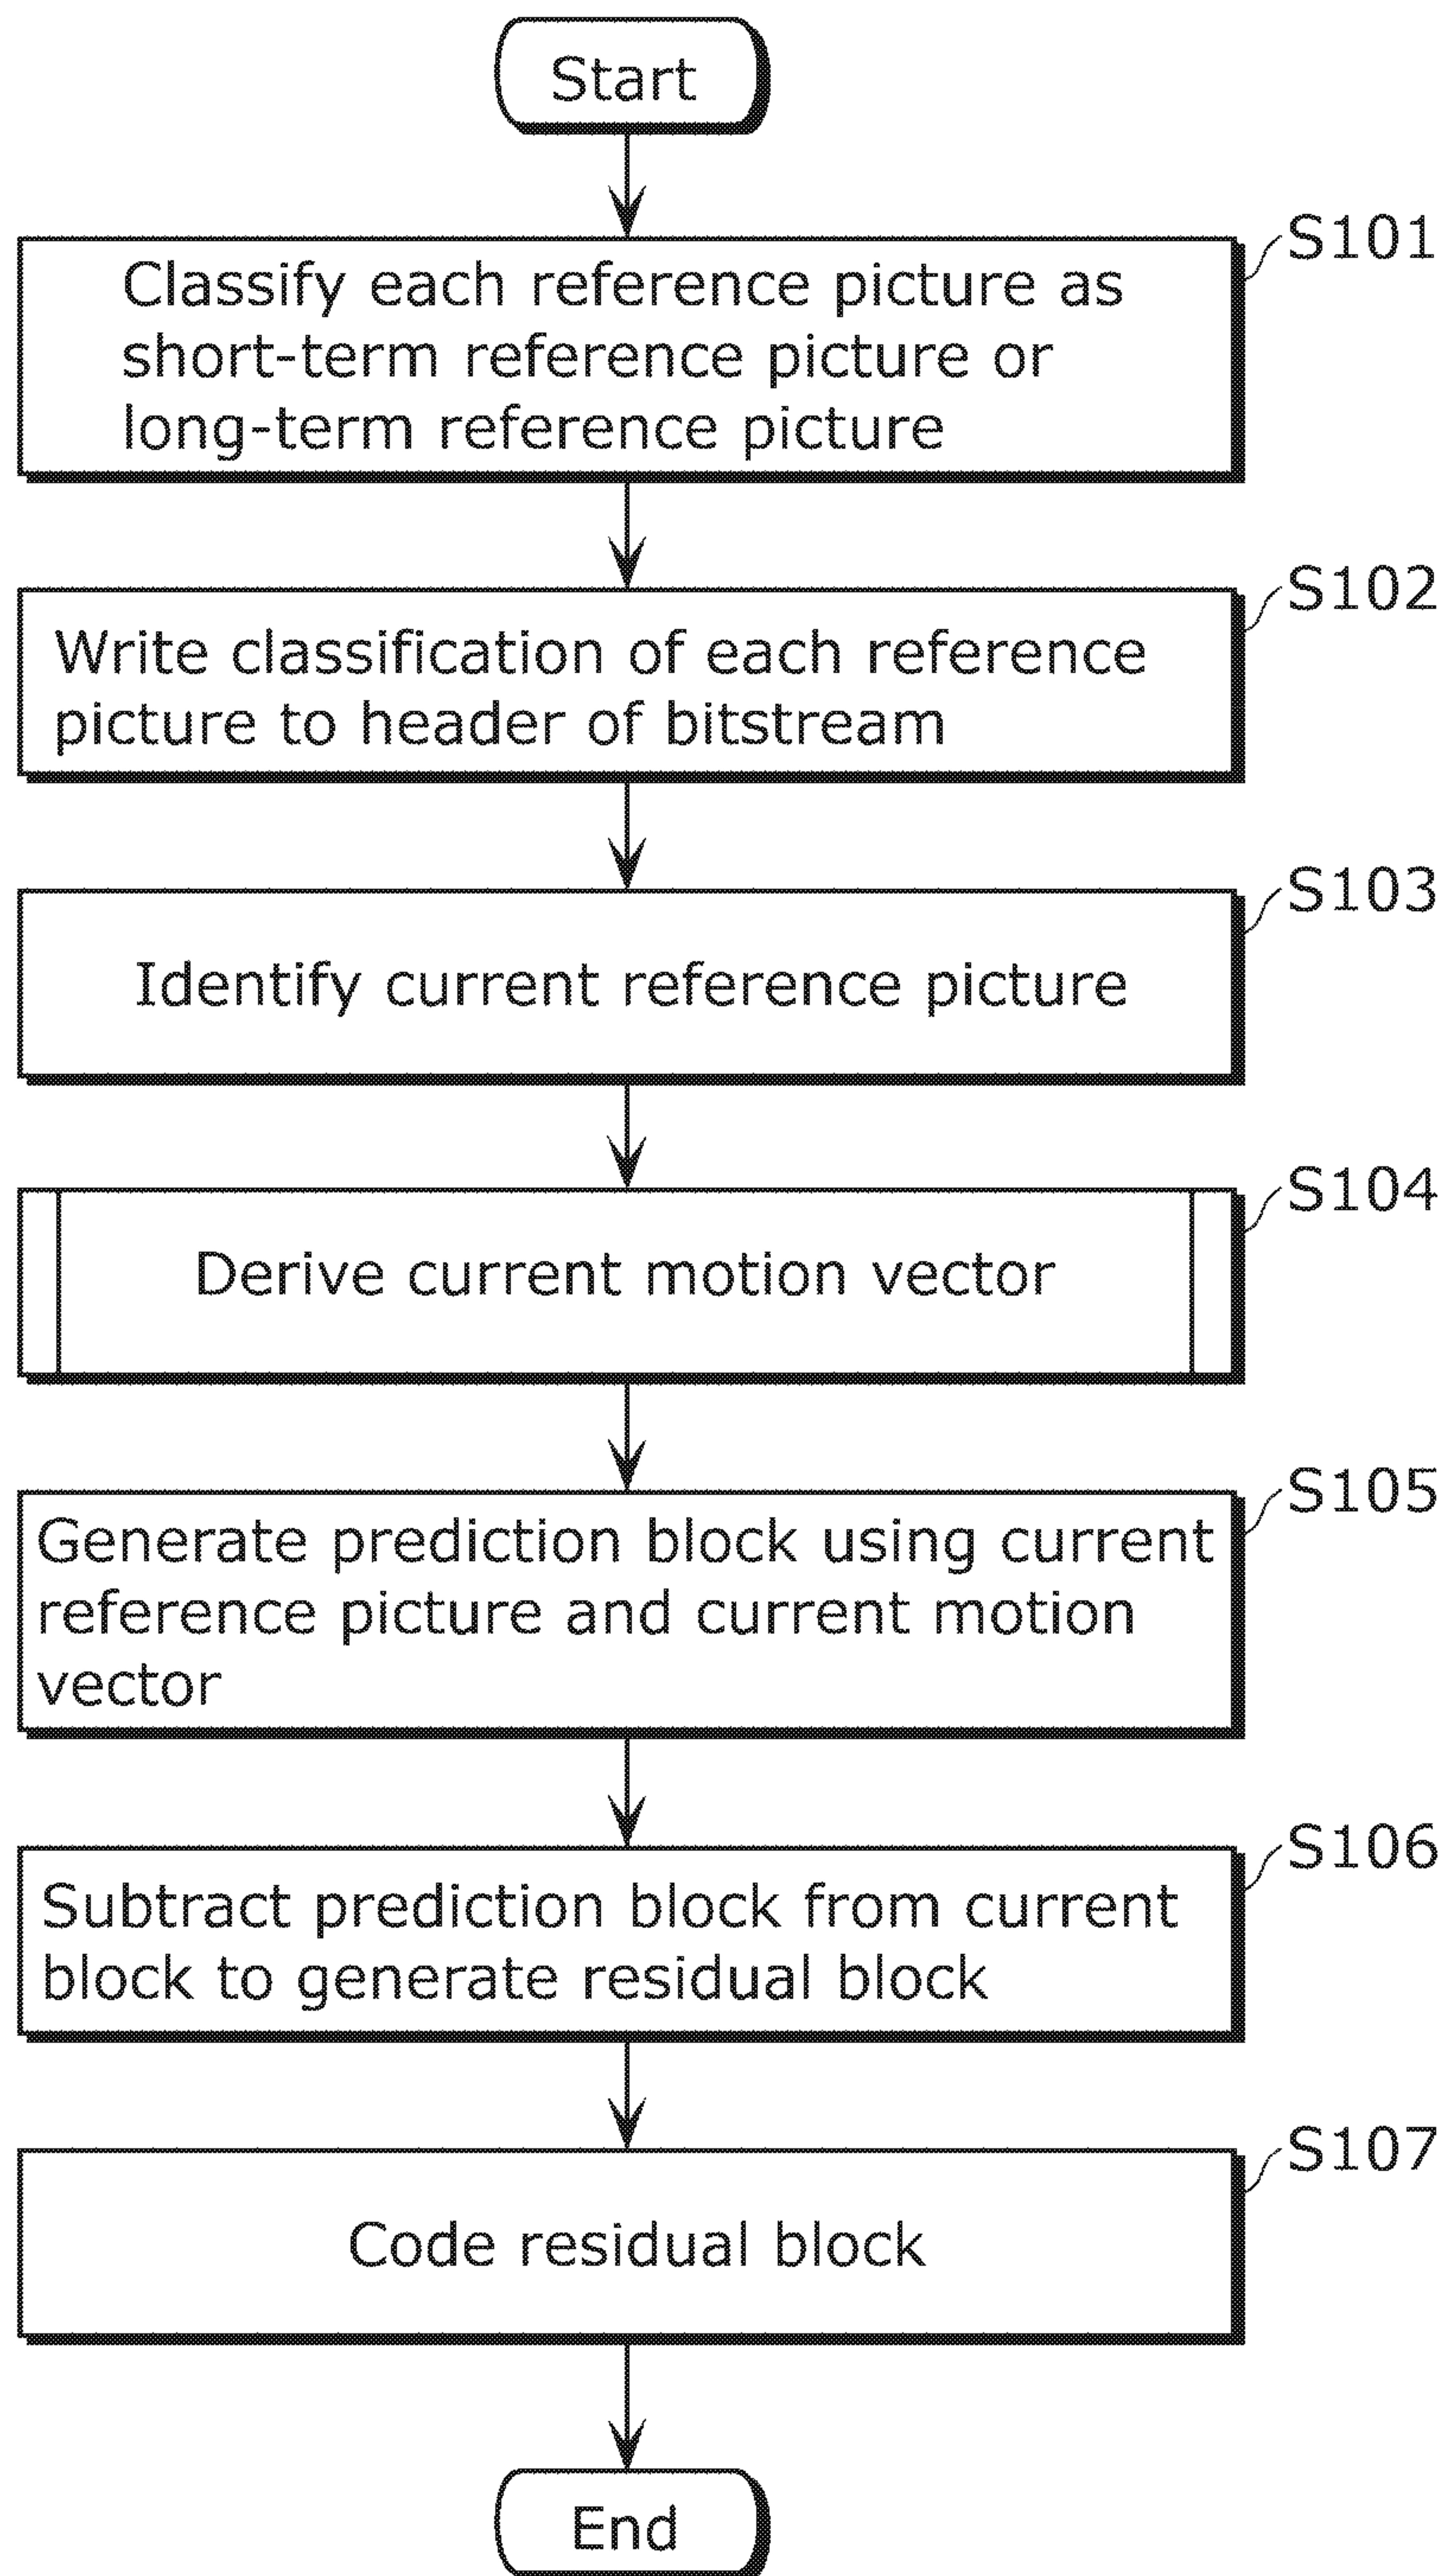 Start
S101
Classify each reference picture as
short-term reference picture or
long-term reference picture
S102
Write classification of each reference
picture to header of bitstream
S103
Identify current reference picture
S104
Derive current motion vector
S105
Generate prediction block using current
reference picture and current motion
vector
S106
Subtract prediction block from current
block to generate residual block
S107
Code residual block
End